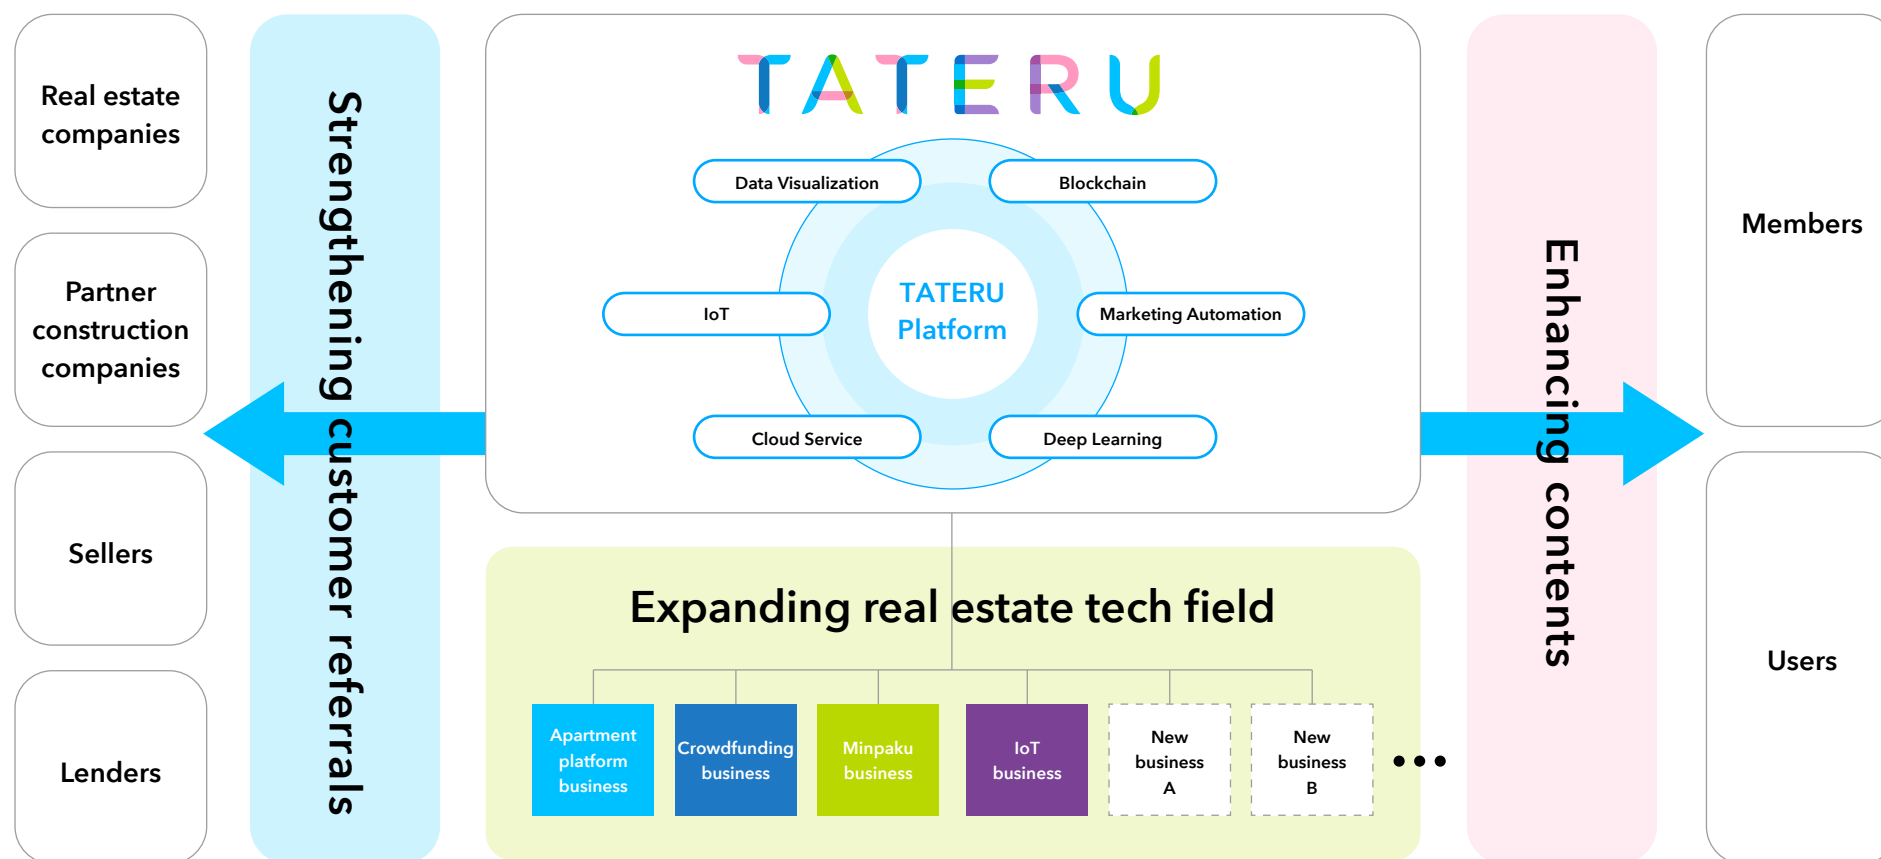 Real estate
companies
Partner
construction
companies
Sellers
Lenders
Strengthening customer referrals
TATERU
Data Visualization
Blockchain
IoT
TATERU
Platform
Marketing Automation
Cloud Service
Deep Learning
Expanding real estate tech field
Apartment
platform
business
Crowdfunding
business
Minpaku
business
IoT
business
New
business
A
New
business
B
•••
Enhancing contents
Members
Users